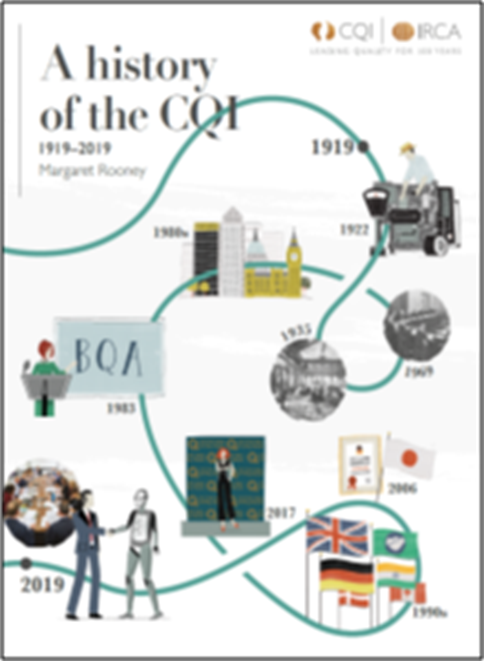 CQI IRCA
LEADING QUALITY FOR 100 YEARS
A history
of the CQI
1919–2019
Margaret Rooney
1919
1922
1980s
1935
1969
BQA
1983
2006
2017
2019
1990s